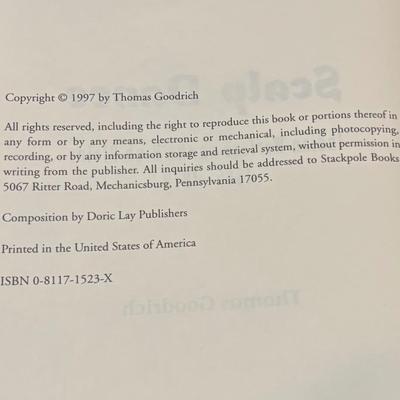 Copyright © 1997 by Thomas Goodrich
All rights reserved, including the right to reproduce this book or portions thereof in
any form or by any means, electronic or mechanical, including photocopying,
recording, or by any information storage and retrieval system, without permission in
writing from the publisher. All inquiries should be addressed to Stackpole Books
5067 Ritter Road, Mechanicsburg, Pennsylvania 17055.
Composition by Doric Lay Publishers
Printed in the United States of America
ISBN 0-8117-1523-X
Thomas Goodrich